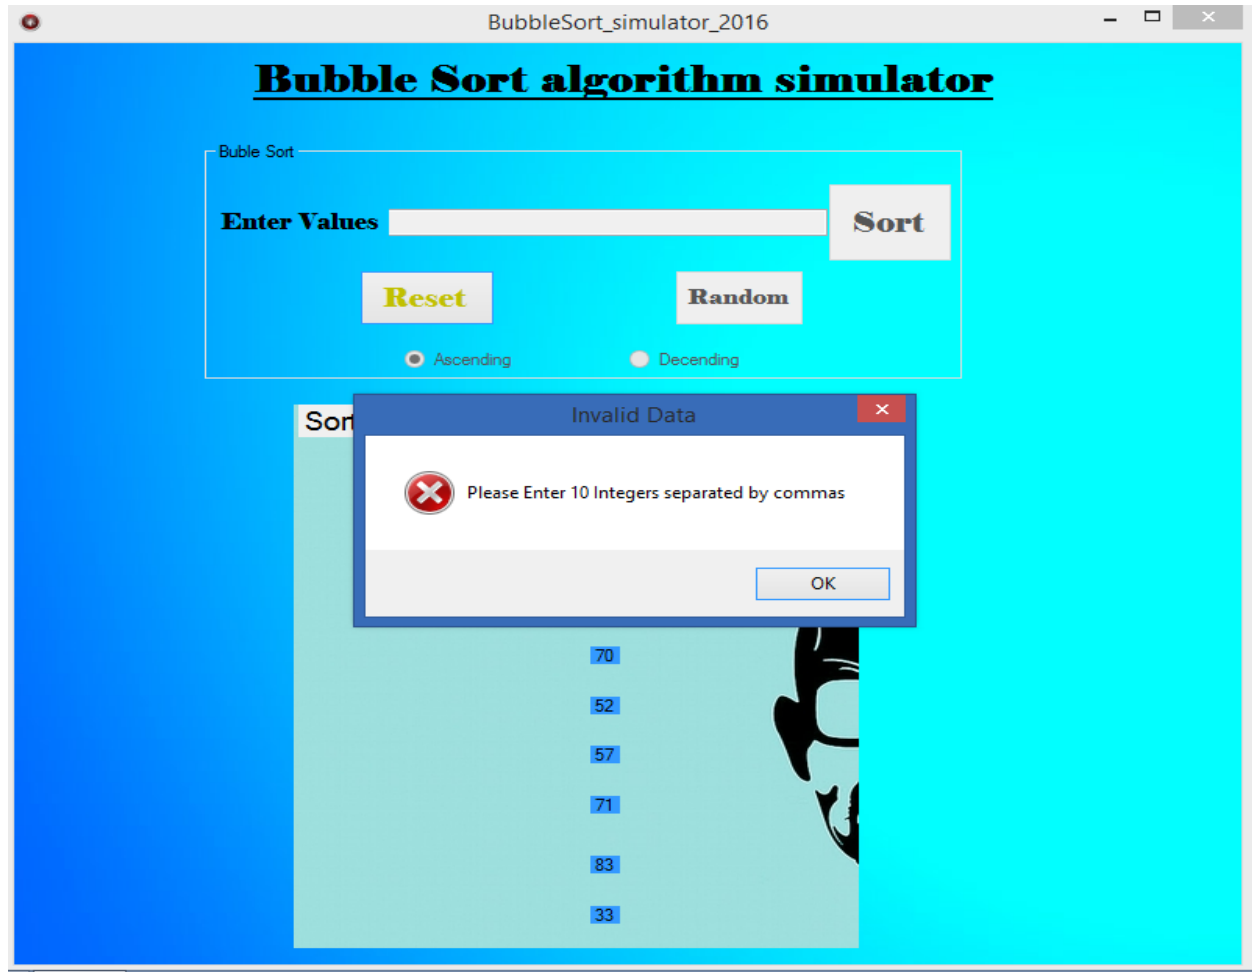 BubbleSort_simulator_2016
Bubble Sort algorithm simulator
Buble Sort
Enter Values
Sort
Reset
Random
Ascending
Decending
Sort
Invalid Data
Please Enter 10 Integers separated by commas
OK
70
52
57
71
83
33